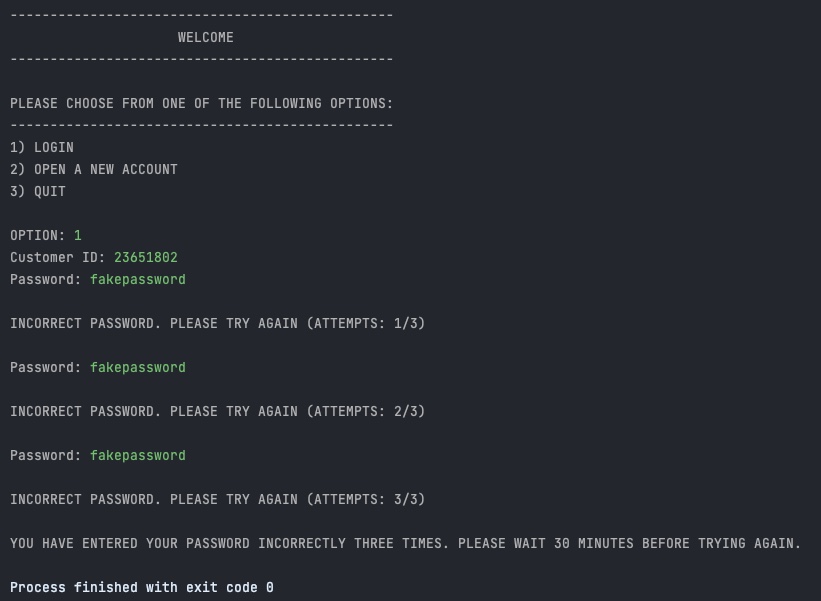 ------------------------------------------------
WELCOME
------------------------------------------------
PLEASE CHOOSE FROM ONE OF THE FOLLOWING OPTIONS:
------------------------------------------------
1) LOGIN
2) OPEN A NEW ACCOUNT
3) QUIT
OPTION: 1
Customer ID: 23651802
Password: fakepassword
INCORRECT PASSWORD. PLEASE TRY AGAIN (ATTEMPTS: 1/3)
Password: fakepassword
INCORRECT PASSWORD. PLEASE TRY AGAIN (ATTEMPTS: 2/3)
Password: fakepassword
INCORRECT PASSWORD. PLEASE TRY AGAIN (ATTEMPTS: 3/3)
YOU HAVE ENTERED YOUR PASSWORD INCORRECTLY THREE TIMES. PLEASE WAIT 30 MINUTES BEFORE TRYING AGAIN.
Process finished with exit code 0